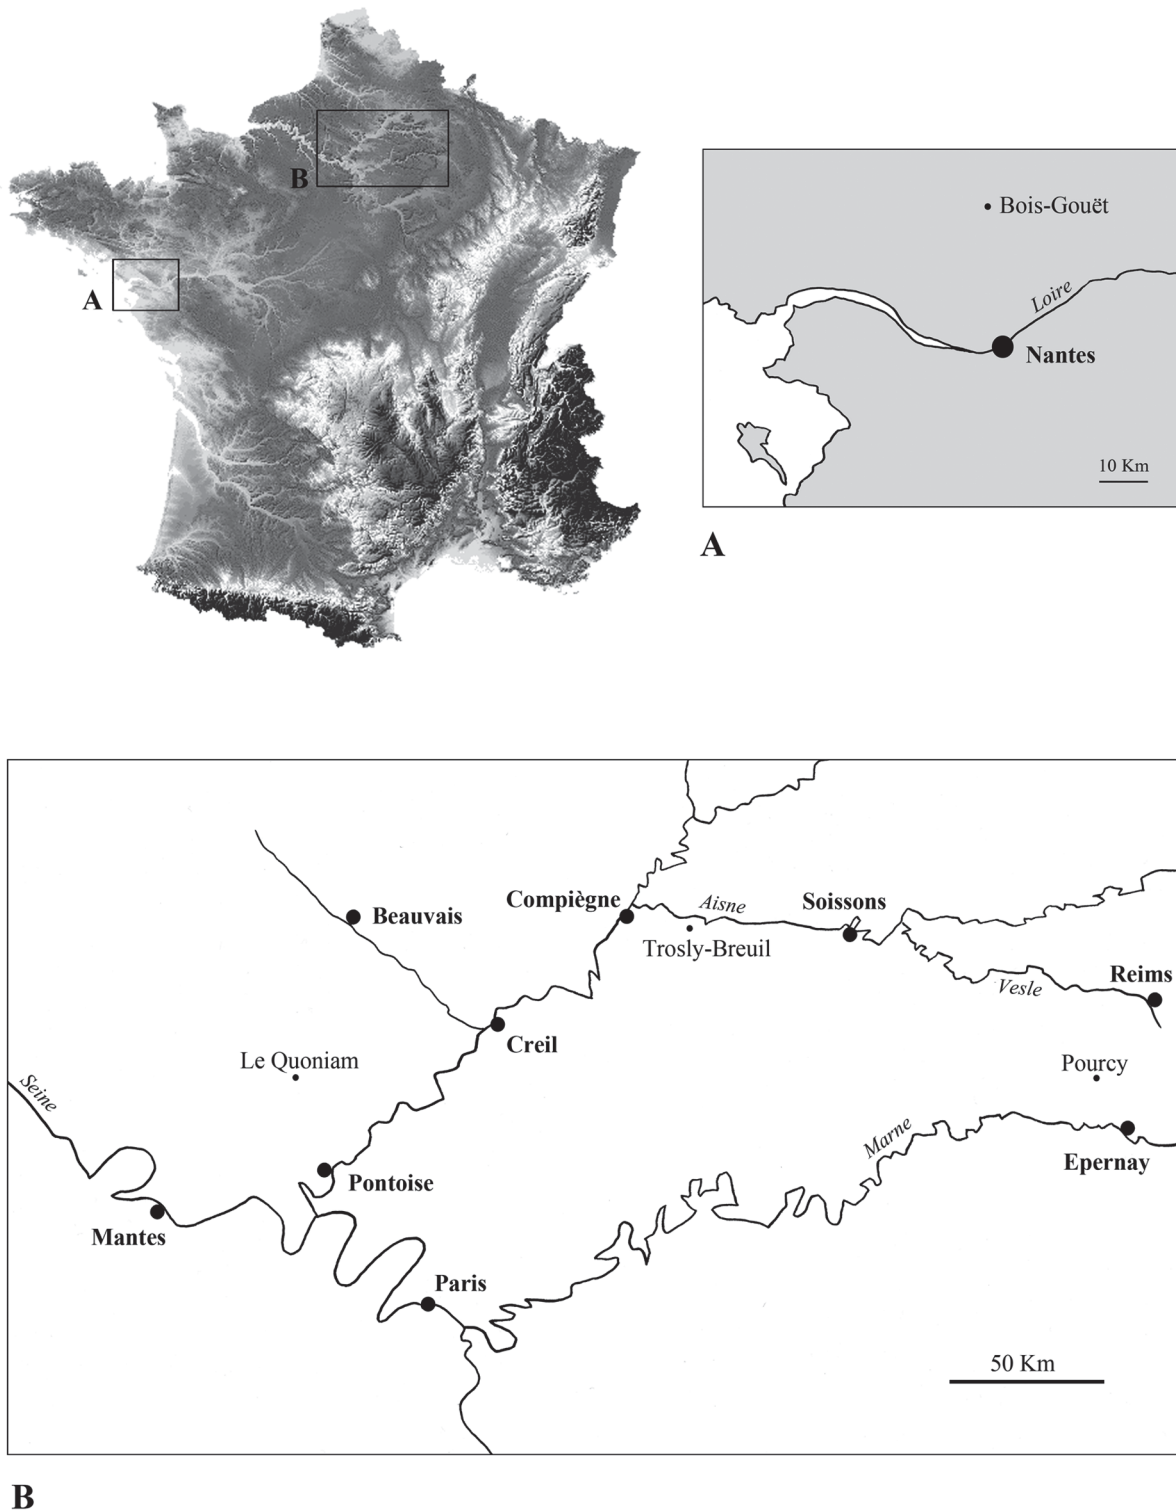 B
A
Bois-Gouët
Loire
Nantes
10 Km
A
Compiègne
Aisne
Soissons
Beauvais
Trosly-Breuil
Reims
Vesle
Creil
Le Quoniam
Pourcy
Seine
Marne
Epernay
Pontoise
Mantes
Paris
50 Km
B